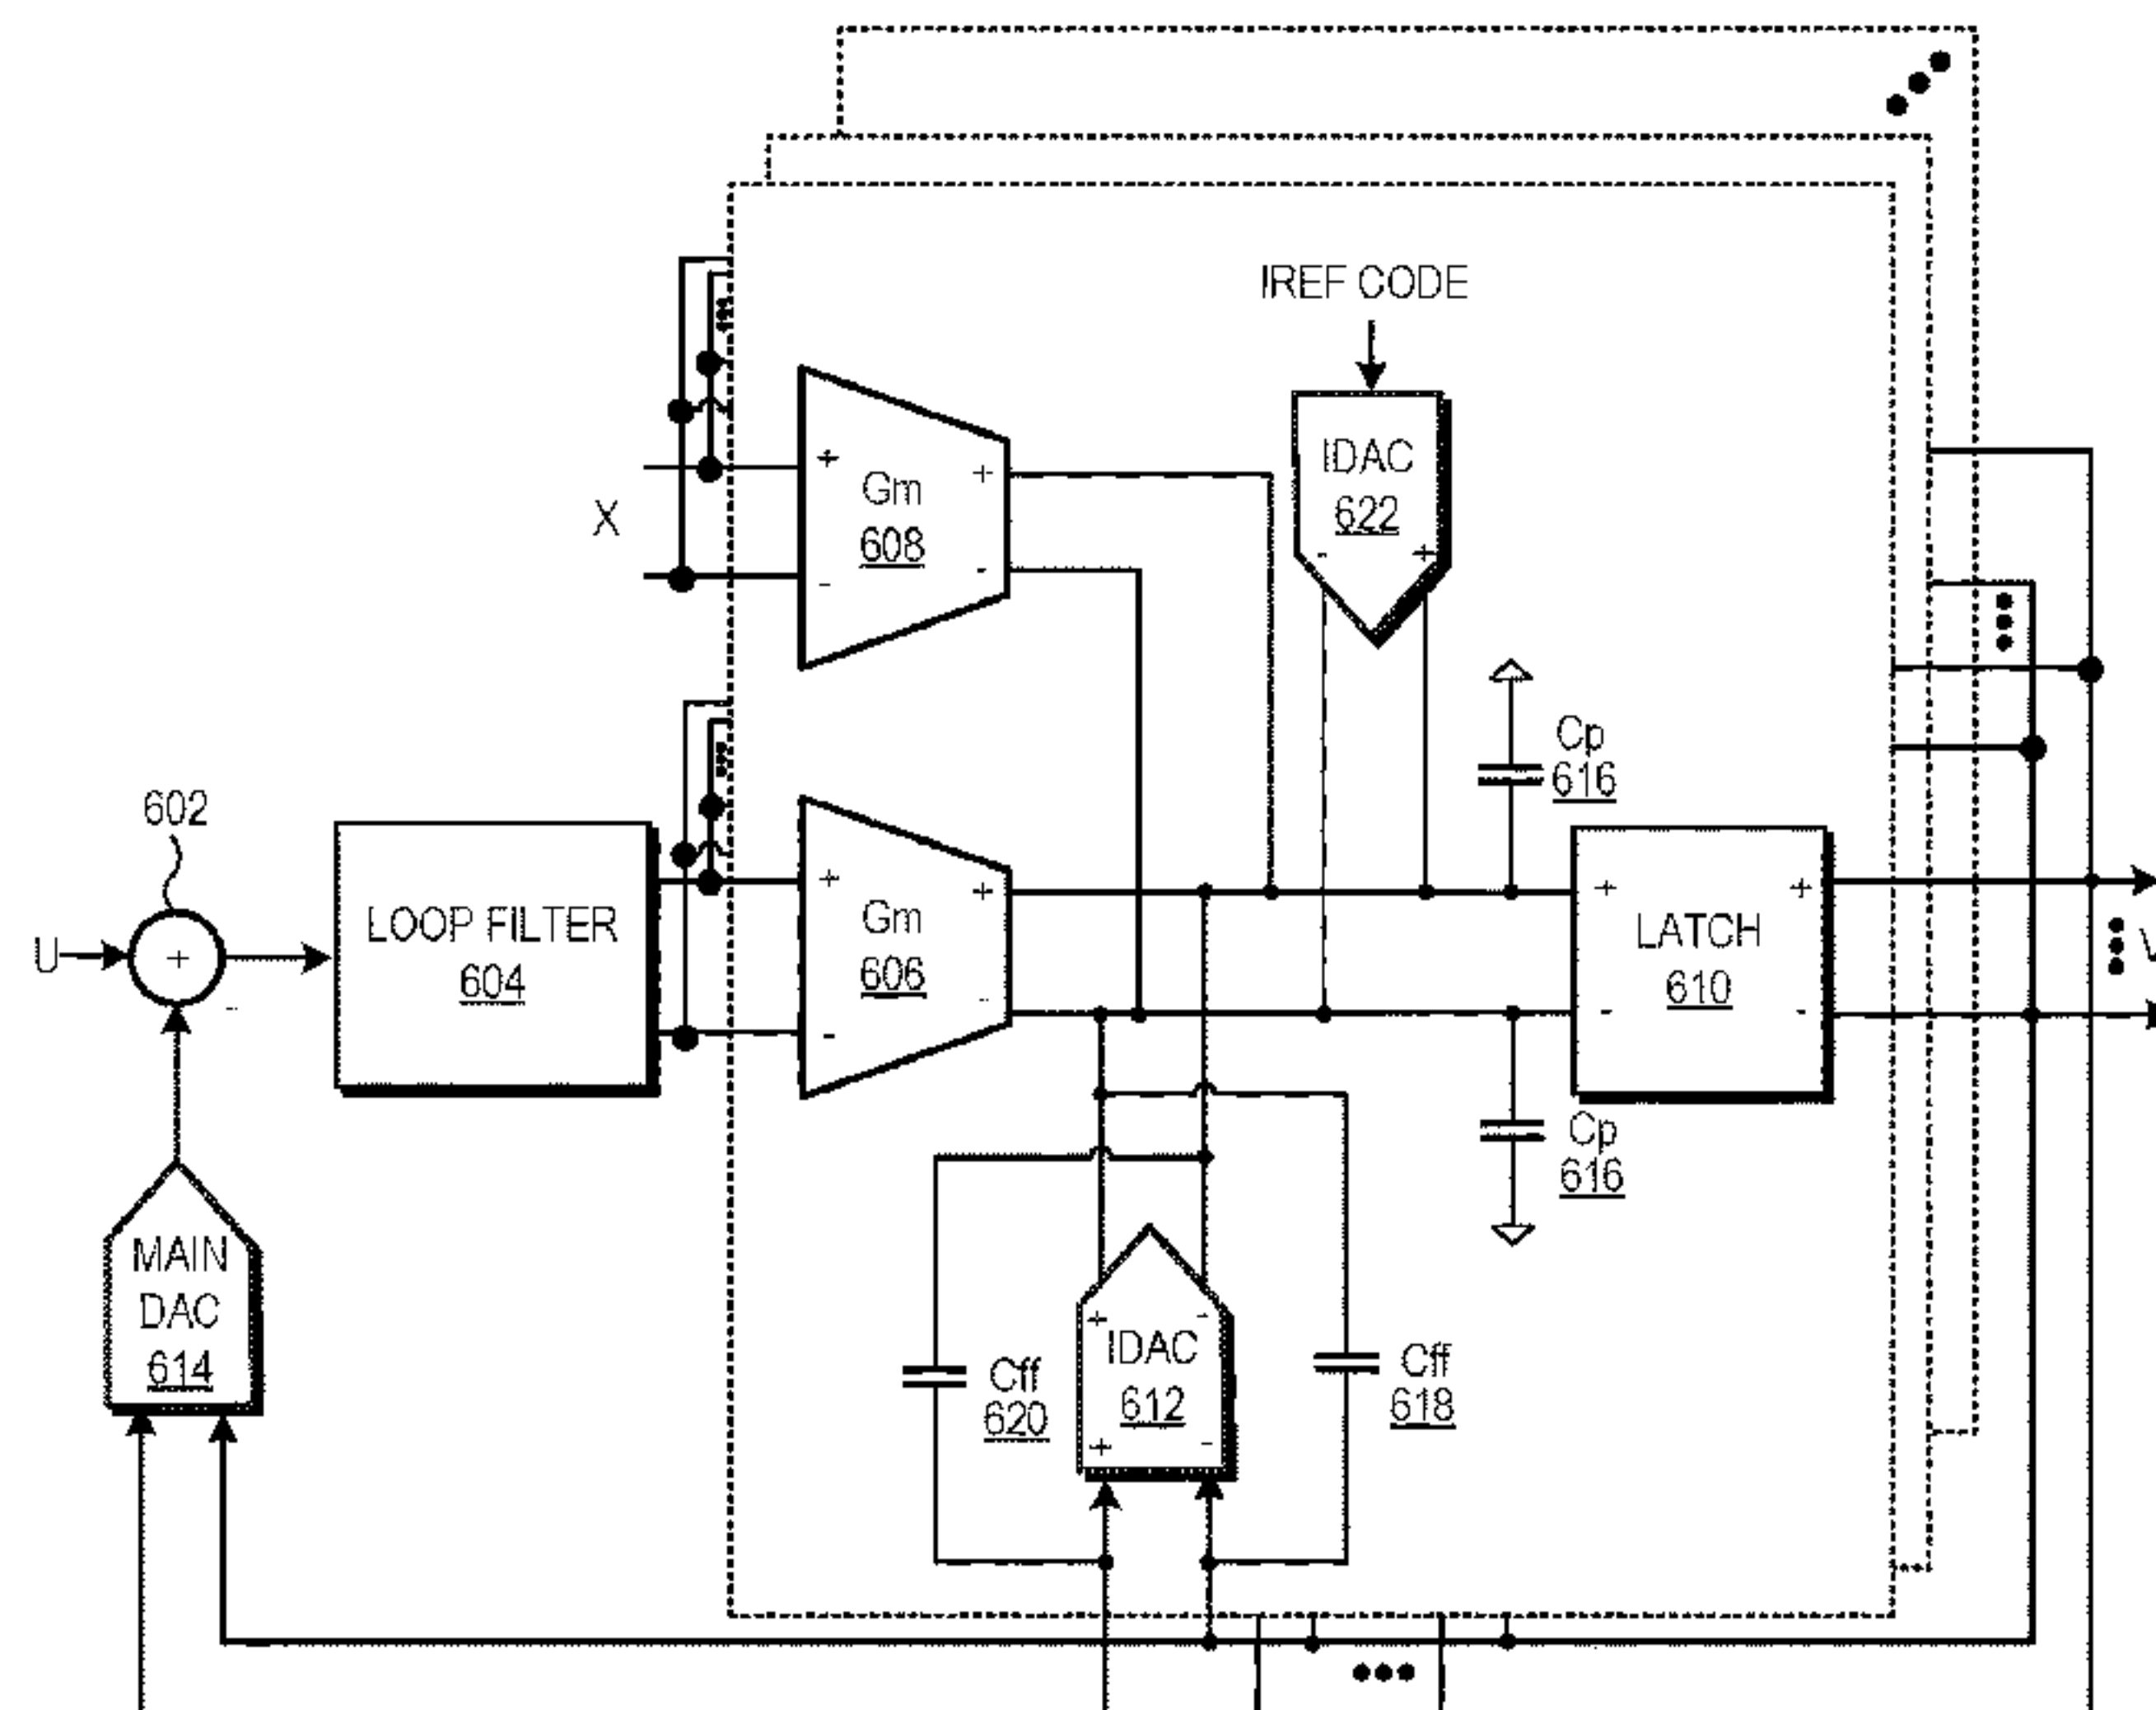 IREF CODE
IDAC
622
+
-
Gm
608
+
-
-
+
X
Cp
616
602
+
-
Gm
606
+
-
LOOP FILTER
604
U
+
-
+
-
LATCH
610
+
-
V
Cp
616
MAIN
DAC
614
+
-
IDAC
612
+
-
Cff
620
Cff
618